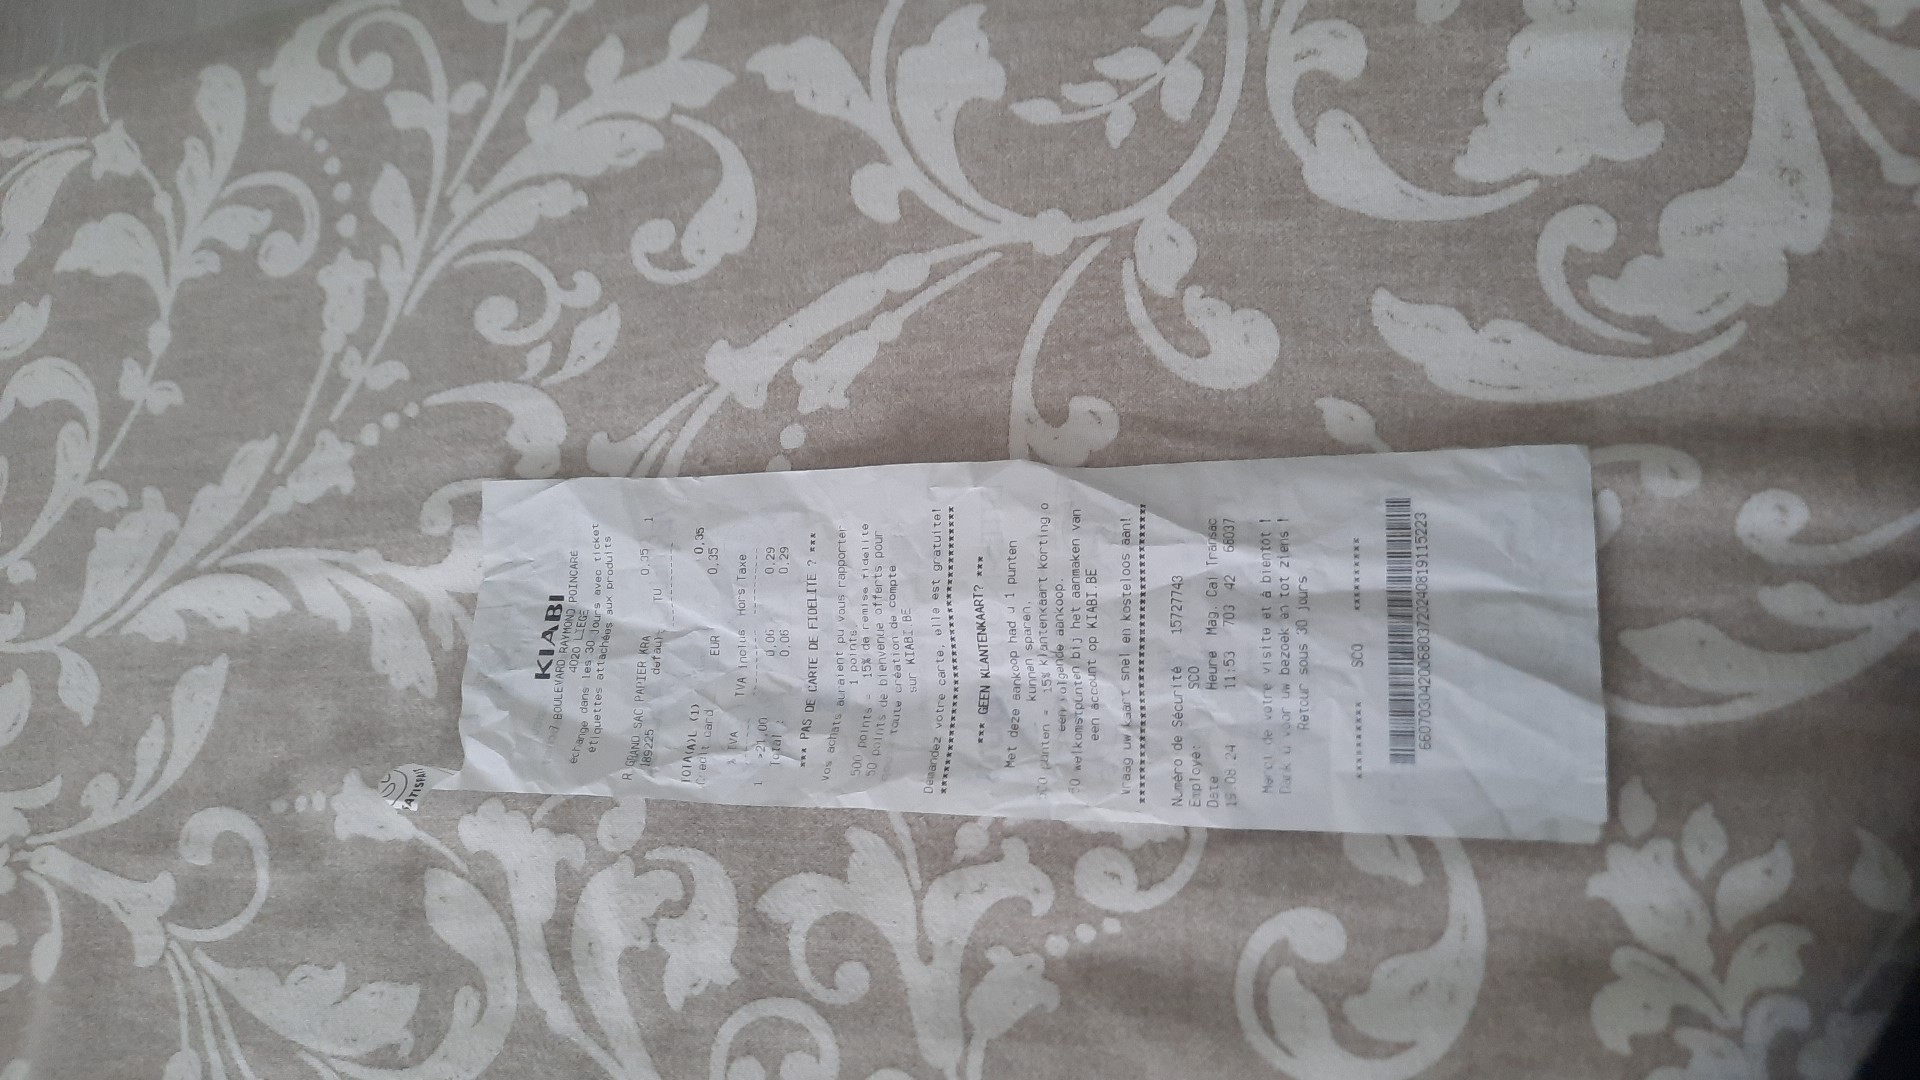 SATISFAI
KIABI
BOULEVARD RAYMOND POINCARE
4020 LIEGE
échange dans les 30 jours avec ticket
étiquettes attachées aux produits
R GRAND SAC PAPIER KRA
189225 défaut TU 0,35 1
TOTA(A)L (1) 0,35
Credit card EUR 0,35
% TVA TVA Inclus Hors Taxe
1 >21,00 0,06 0,29
Total : 0,06 0,29
*** PAS DE CARTE DE FIDELITE ? ***
Vos achats auraient pu vous rapporter
1 points.
500 points = 15% de remise fidelite
50 points de bienvenue offerts pour
toute création de compte
sur KIABI.BE
Demandez votre carte, elle est gratuite!
*** GEEN KLANTENKAART? ***
Met deze aankoop had u 1 punten
kunnen sparen.
punten = 15% klantenkaart korting o
een volgende aankoop.
50 welkomstpunten bij het aanmaken van
een account op KIABI.BE
Vraag uw kaart snel en kosteloos aan!
Numéro de Sécurité 15727743
Employé: SCO
Date Heure Mag. Cai Transac
19 08 24 11:53 703 42 68037
Merci de votre visite et à bientôt !
Dank u voor uw bezoek en tot ziens !
Retour sous 30 jours
********* SCO *********
660703042006803720240819115223